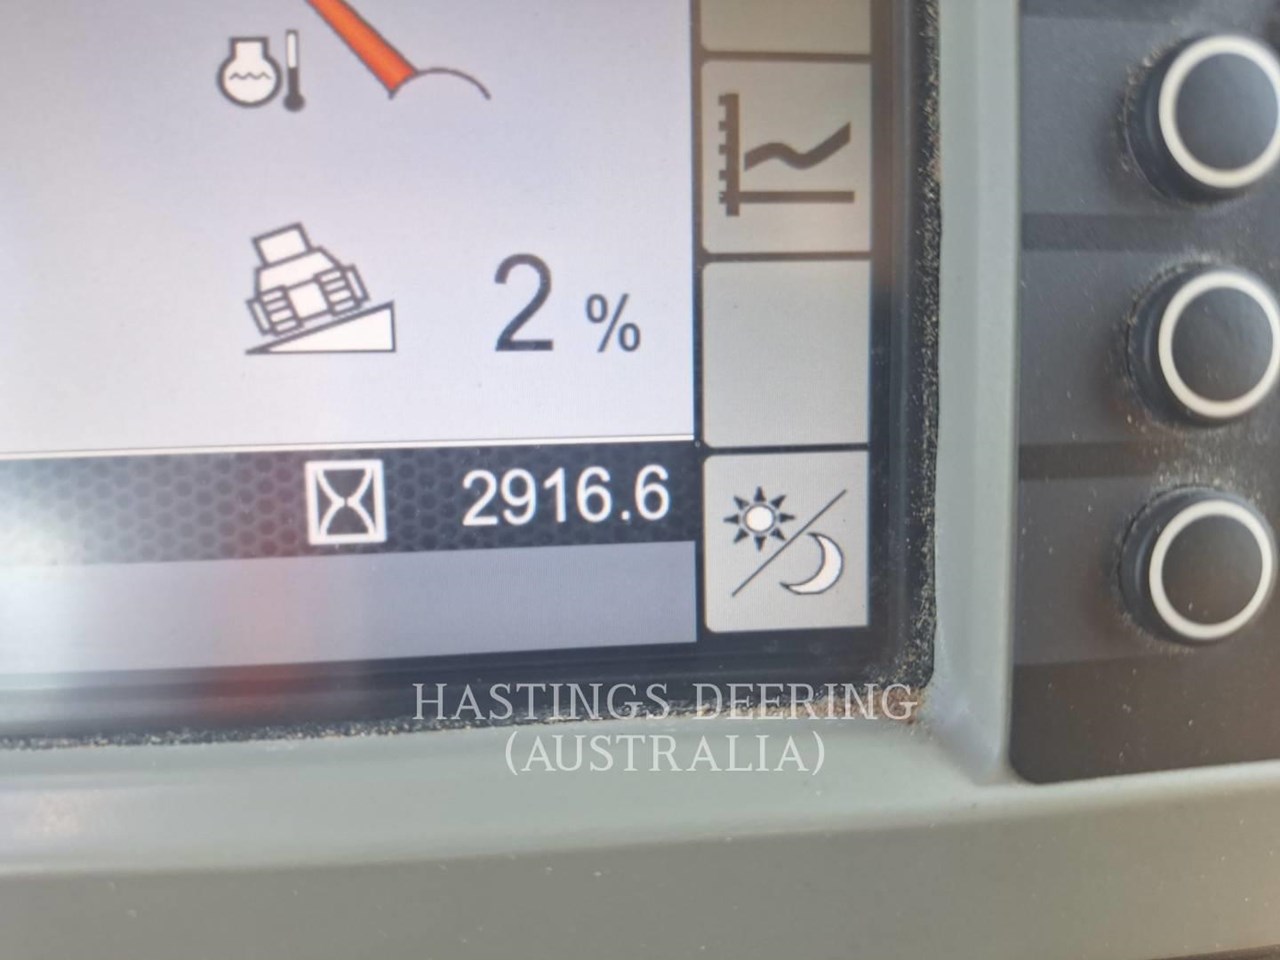 2 %
2916.6
HASTINGS DEERING
(AUSTRALIA)